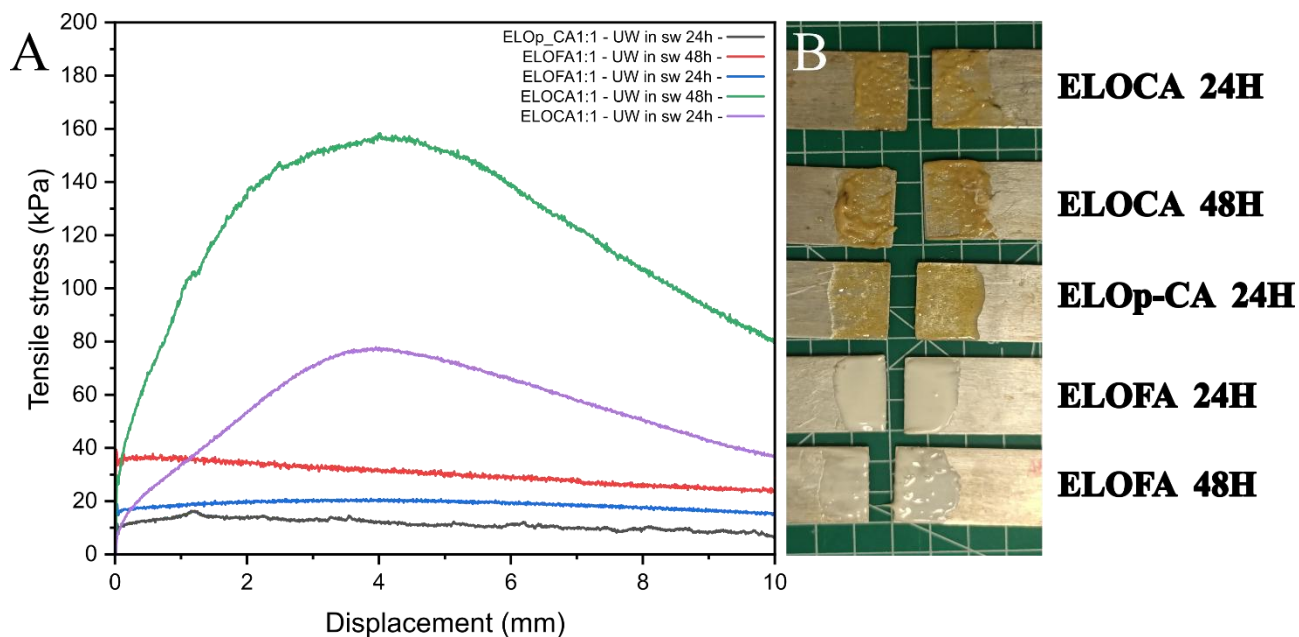 A
200
180
160
140
120
100
80
60
40
20
0
Tensile stress (kPa)
ELOp_CA1:1 - UW in sw 24h -
ELOFA1:1 - UW in sw 48h -
ELOFA1:1 - UW in sw 24h -
ELOCA1:1 - UW in sw 48h -
ELOCA1:1 - UW in sw 24h -
0 2 4 6 8 10
Displacement (mm)
B
ELOCA 24H
ELOCA 48H
ELOp-CA 24H
ELOFA 24H
ELOFA 48H